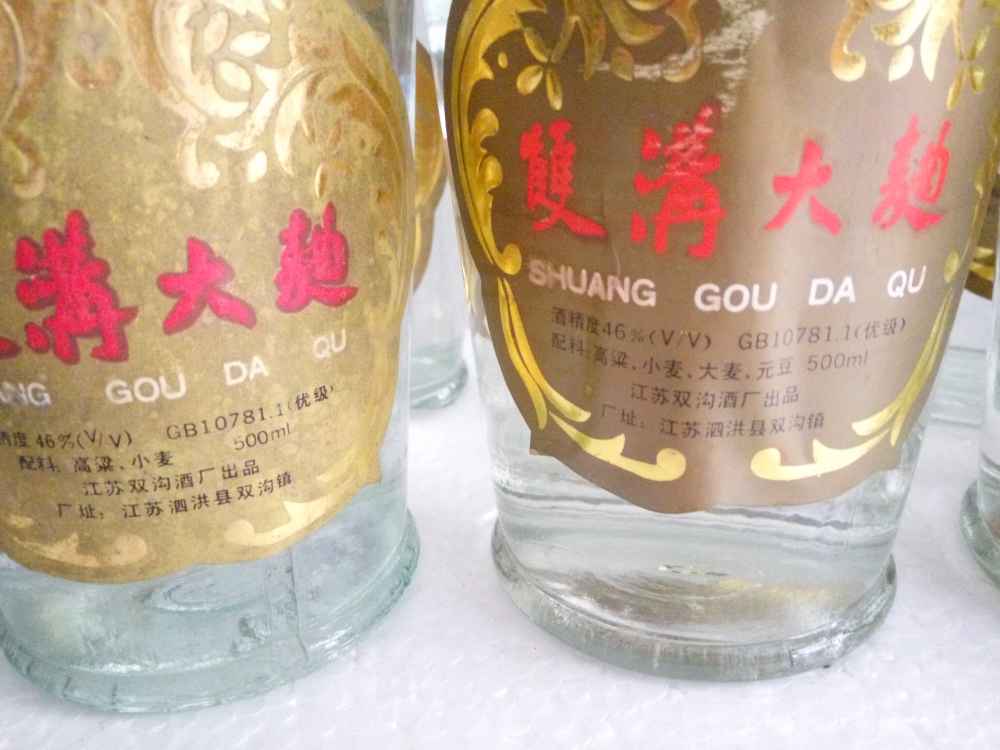 溝大麯
NG GOU DA QU
精度 46%(V/V) GB10781.1(优级)
配料: 高粱、小麦 500ml
江苏双沟酒厂出品
厂址: 江苏泗洪县双沟镇
雙溝大麯
SHUANG GOU DA QU
酒精度46%(V/V) GB10781.1(优级)
配料:高粱、小麦、大麦、元豆 500ml
江苏双沟酒厂出品
厂址: 江苏泗洪县双沟镇